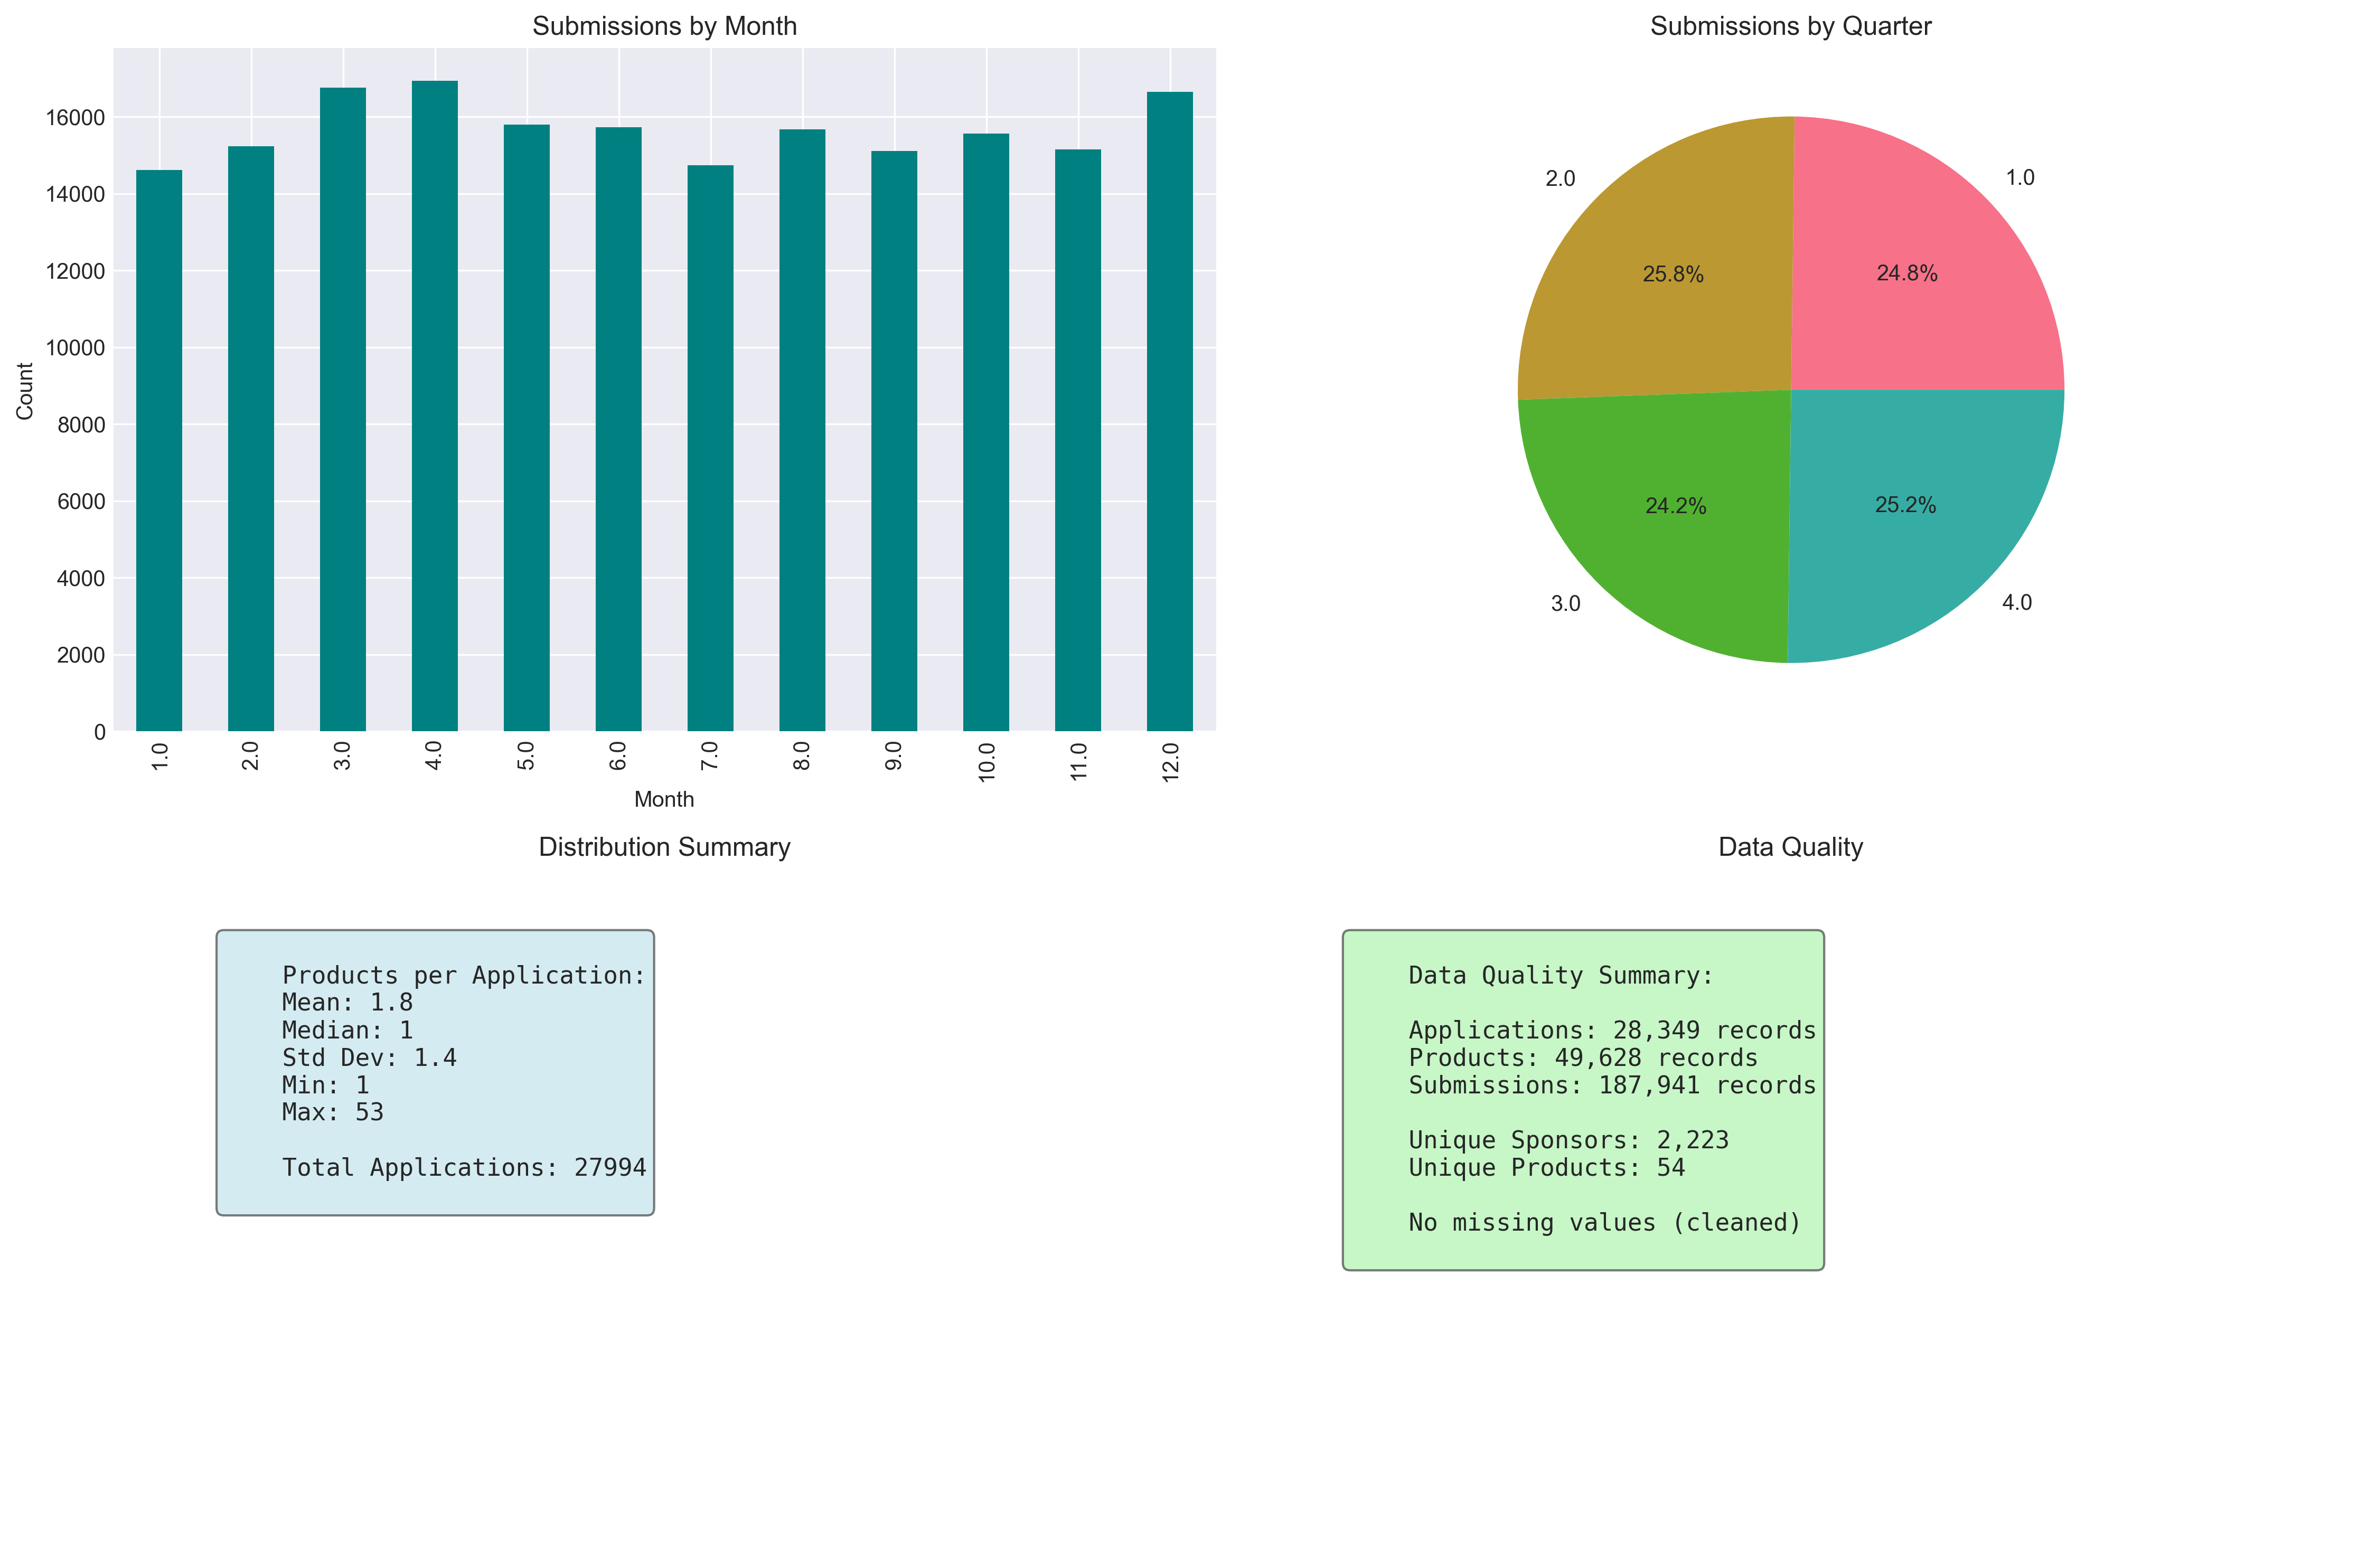 Submissions by Month
Count
16000
14000
12000
10000
8000
6000
4000
2000
0
1.0
2.0
3.0
4.0
5.0
6.0
7.0
8.0
9.0
10.0
11.0
12.0
Month
Submissions by Quarter
1.0
2.0
3.0
4.0
24.8%
25.8%
24.2%
25.2%
Distribution Summary
Products per Application:
Mean: 1.8
Median: 1
Std Dev: 1.4
Min: 1
Max: 53
Total Applications: 27994
Data Quality
Data Quality Summary:
Applications: 28,349 records
Products: 49,628 records
Submissions: 187,941 records
Unique Sponsors: 2,223
Unique Products: 54
No missing values (cleaned)